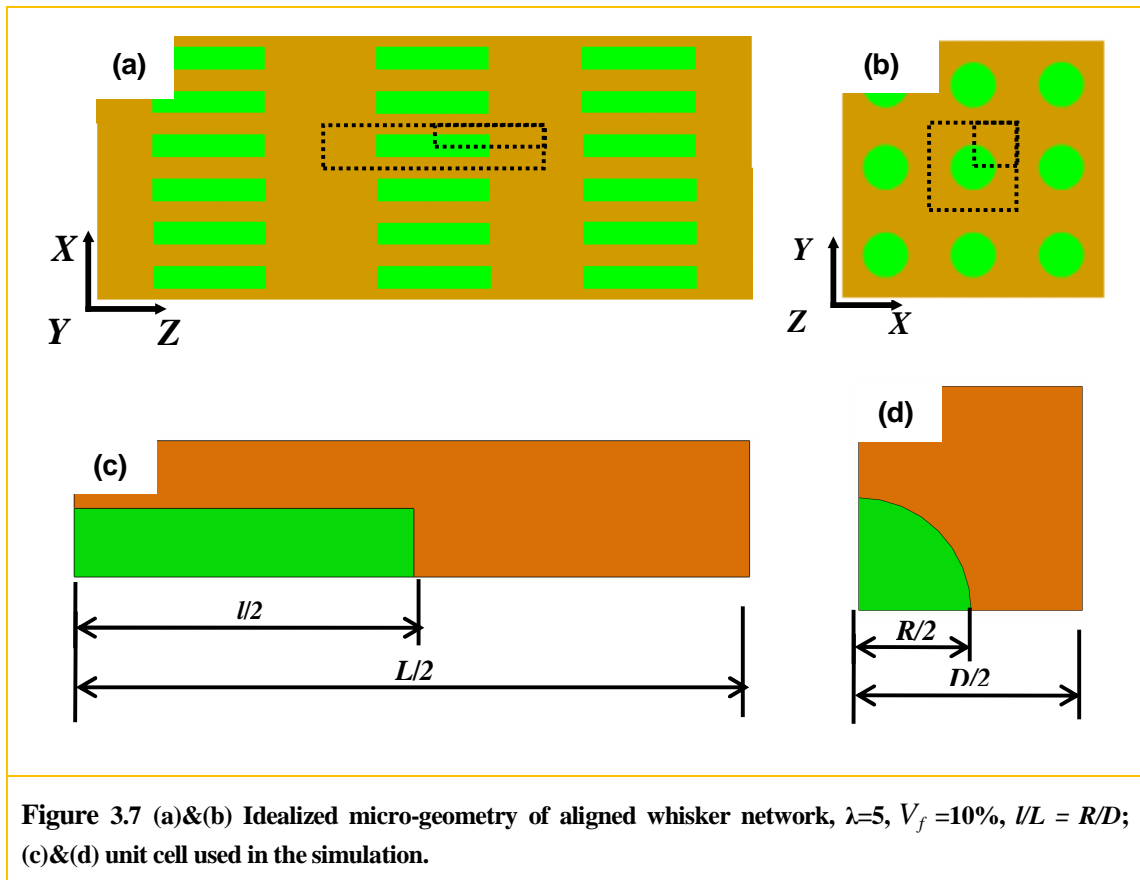 (a)
(b)
X
Y
Z
Y
Z
X
(c)
(d)
l/2
L/2
R/2
D/2
Figure 3.7 (a)&(b) Idealized micro-geometry of aligned whisker network, λ=5, V_f =10%, l/L = R/D;
(c)&(d) unit cell used in the simulation.